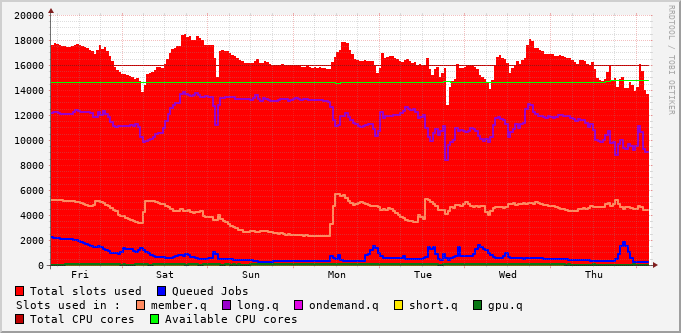 RRDTOOL / TOBI OETIKER
20000
18000
16000
14000
12000
10000
8000
6000
4000
2000
0
Fri Sat Sun Mon Tue Wed Thu
Total slots used Queued Jobs
Slots used in : member.q long.q ondemand.q short.q gpu.q
Total CPU cores Available CPU cores